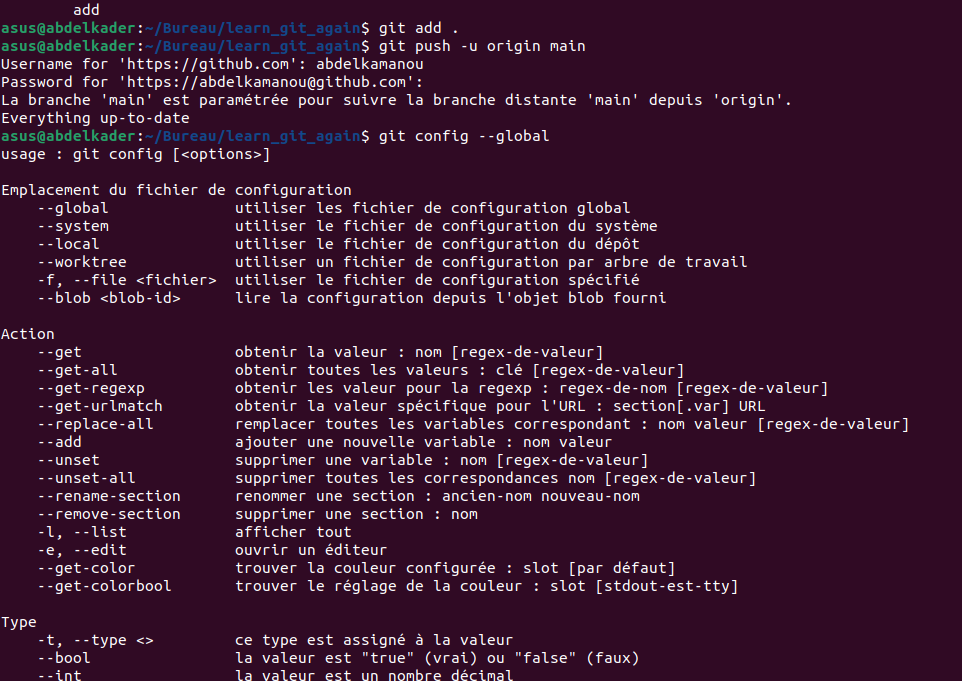 add
asus@abdelkader:~/Bureau/learn_git_again$ git add .
asus@abdelkader:~/Bureau/learn_git_again$ git push -u origin main
Username for 'https://github.com': abdelkamanou
Password for 'https://abdelkamanou@github.com':
La branche 'main' est paramétrée pour suivre la branche distante 'main' depuis 'origin'.
Everything up-to-date
asus@abdelkader:~/Bureau/learn_git_again$ git config --global
usage : git config [<options>]

Emplacement du fichier de configuration
    --global              utiliser les fichier de configuration global
    --system              utiliser le fichier de configuration du système
    --local               utiliser le fichier de configuration du dépôt
    --worktree            utiliser un fichier de configuration par arbre de travail
    -f, --file <fichier>  utiliser le fichier de configuration spécifié
    --blob <blob-id>      lire la configuration depuis l'objet blob fourni

Action
    --get                 obtenir la valeur : nom [regex-de-valeur]
    --get-all             obtenir toutes les valeurs : clé [regex-de-valeur]
    --get-regexp          obtenir les valeur pour la regexp : regex-de-nom [regex-de-valeur]
    --get-urlmatch        obtenir la valeur spécifique pour l'URL : section[.var] URL
    --replace-all         remplacer toutes les variables correspondant : nom valeur [regex-de-valeur]
    --add                 ajouter une nouvelle variable : nom valeur
    --unset               supprimer une variable : nom [regex-de-valeur]
    --unset-all           supprimer toutes les correspondances nom [regex-de-valeur]
    --rename-section      renommer une section : ancien-nom nouveau-nom
    --remove-section      supprimer une section : nom
    -l, --list            afficher tout
    -e, --edit            ouvrir un éditeur
    --get-color           trouver la couleur configurée : slot [par défaut]
    --get-colorbool       trouver le réglage de la couleur : slot [stdout-est-tty]

Type
    -t, --type <>         ce type est assigné à la valeur
    --bool                la valeur est "true" (vrai) ou "false" (faux)
    --int                 la valeur est un nombre décimal